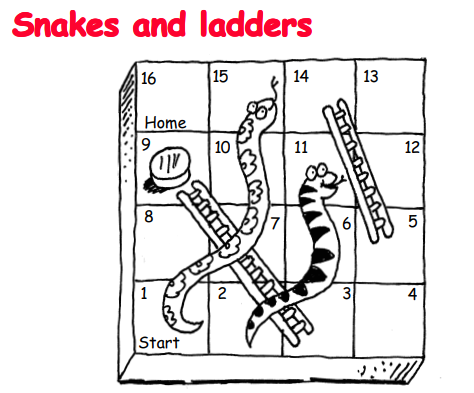 Snakes and ladders
16 15 14 13
Home
9 10 11 12
8 7 6 5
1 2 3 4
Start